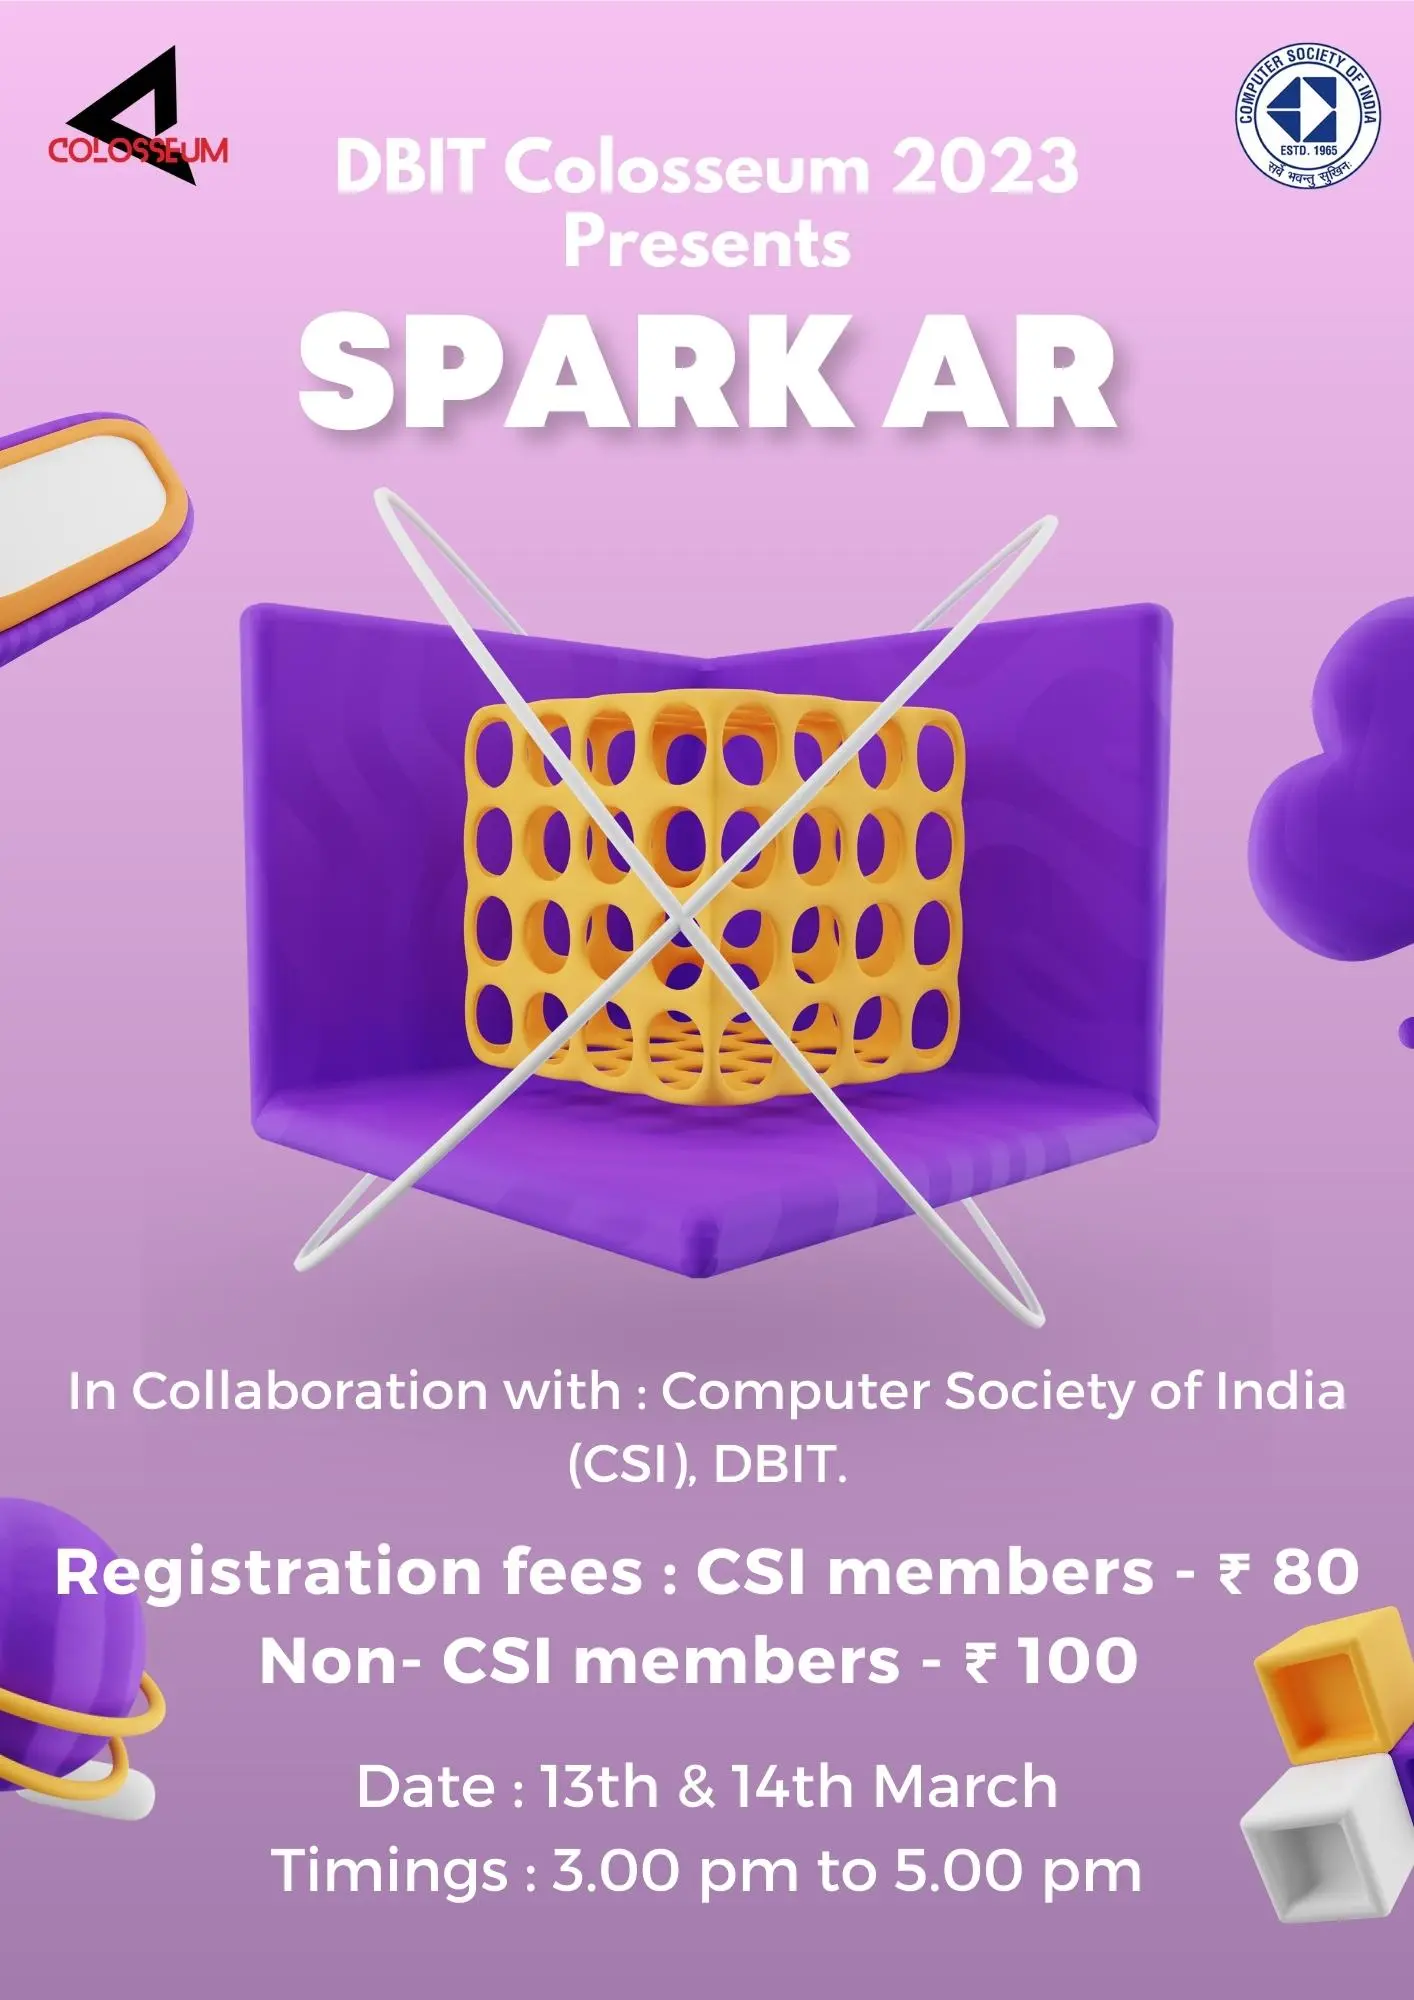 COLOSSEUM
COMPUTER SOCIETY OF INDIA
ESTD. 1965
सर्वे भवन्तु सुखिनः
DBIT Colosseum 2023
Presents
SPARK AR
In Collaboration with : Computer Society of India
(CSI), DBIT.
Registration fees : CSI members - ₹ 80
Non- CSI members - ₹ 100
Date : 13th & 14th March
Timings : 3.00 pm to 5.00 pm